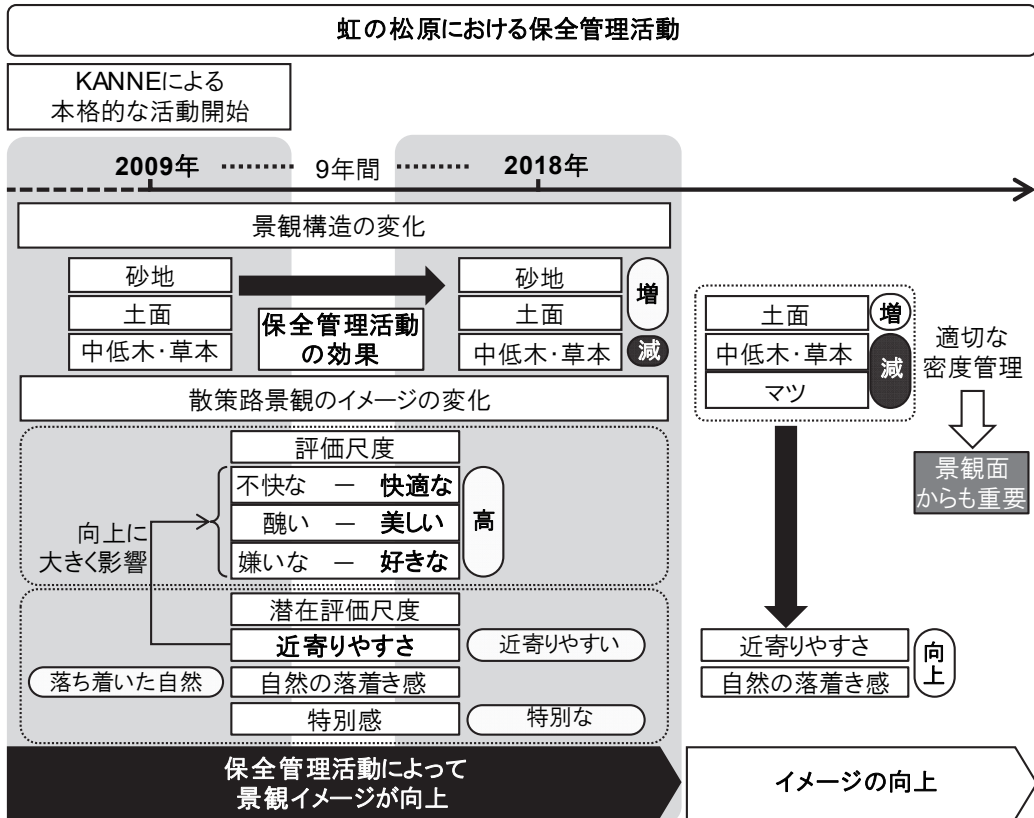 虹の松原における保全管理活動
KANNEによる
本格的な活動開始
2009年 ‥‥‥‥ 9年間 ‥‥‥‥ 2018年
景観構造の変化
砂地
土面
中低木・草本
保全管理活動
の効果
砂地
土面
中低木・草本
増
減
土面
中低木・草本
マツ
増
減
適切な
密度管理
景観面
からも重要
散策路景観のイメージの変化
評価尺度
不快な － 快適な
醜い － 美しい
嫌いな － 好きな
高
向上に
大きく影響
潜在評価尺度
近寄りやすさ
近寄りやすい
落ち着いた自然
自然の落着き感
特別感
特別な
近寄りやすさ
自然の落着き感
向上
保全管理活動によって
景観イメージが向上
イメージの向上